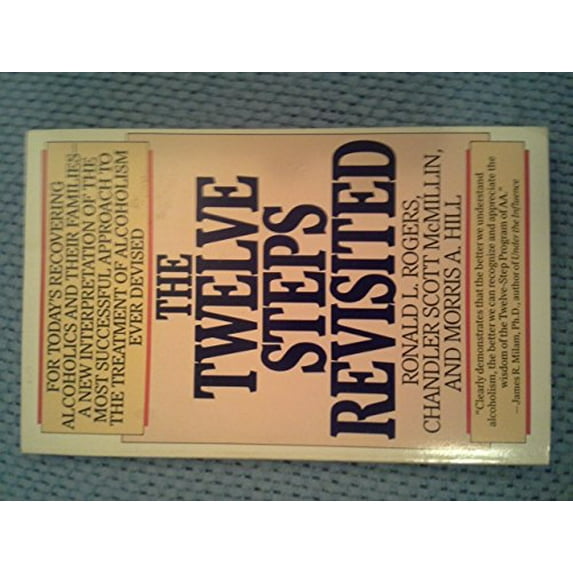 FOR TODAY'S RECOVERING
ALCOHOLICS AND THEIR FAMILIES—
A NEW INTERPRETATION OF THE
MOST SUCCESSFUL APPROACH TO
THE TREATMENT OF ALCOHOLISM
EVER DEVISED
THE
TWELVE
STEPS
REVISITED
RONALD L. ROGERS,
CHANDLER SCOTT McMILLIN,
AND MORRIS A. HILL
"Clearly demonstrates that the better we understand
alcoholism, the better we can recognize and appreciate the
wisdom of the Twelve-Step Program of AA."
—James R. Milam, Ph.D., author of Under the Influence